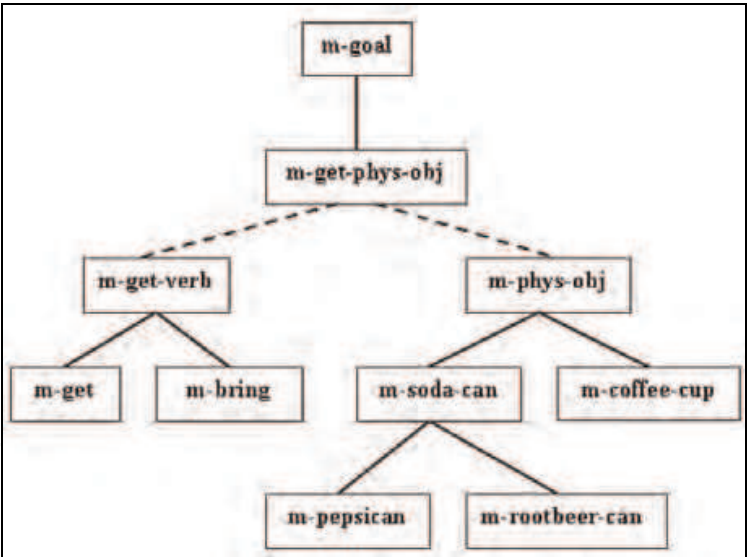 m-goal
m-get-phys-obj
m-get-verb
m-phys-obj
m-get
m-bring
m-soda-can
m-coffee-cup
m-pepsican
m-rootbeer-can